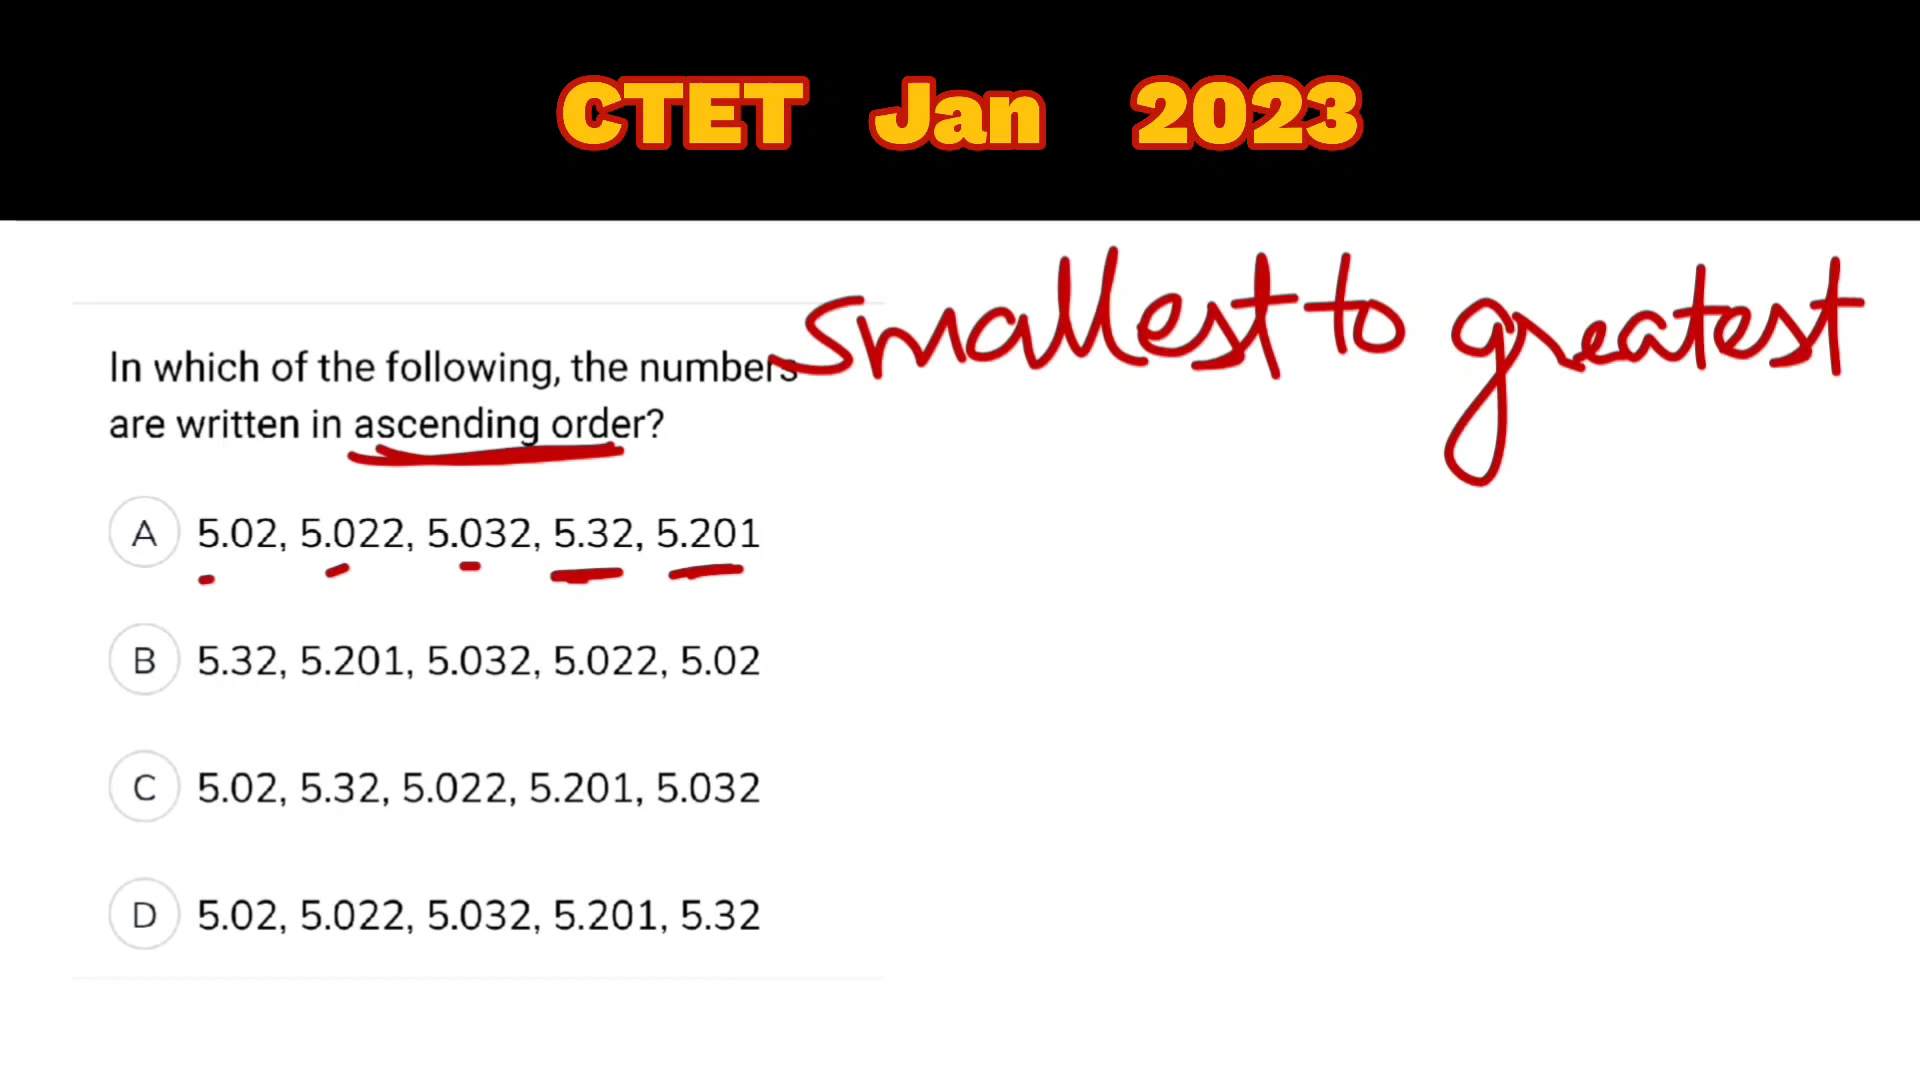 CTET Jan 2023
smallest to greatest
In which of the following, the numbers
are written in ascending order?
A 5.02, 5.022, 5.032, 5.32, 5.201
B 5.32, 5.201, 5.032, 5.022, 5.02
C 5.02, 5.32, 5.022, 5.201, 5.032
D 5.02, 5.022, 5.032, 5.201, 5.32